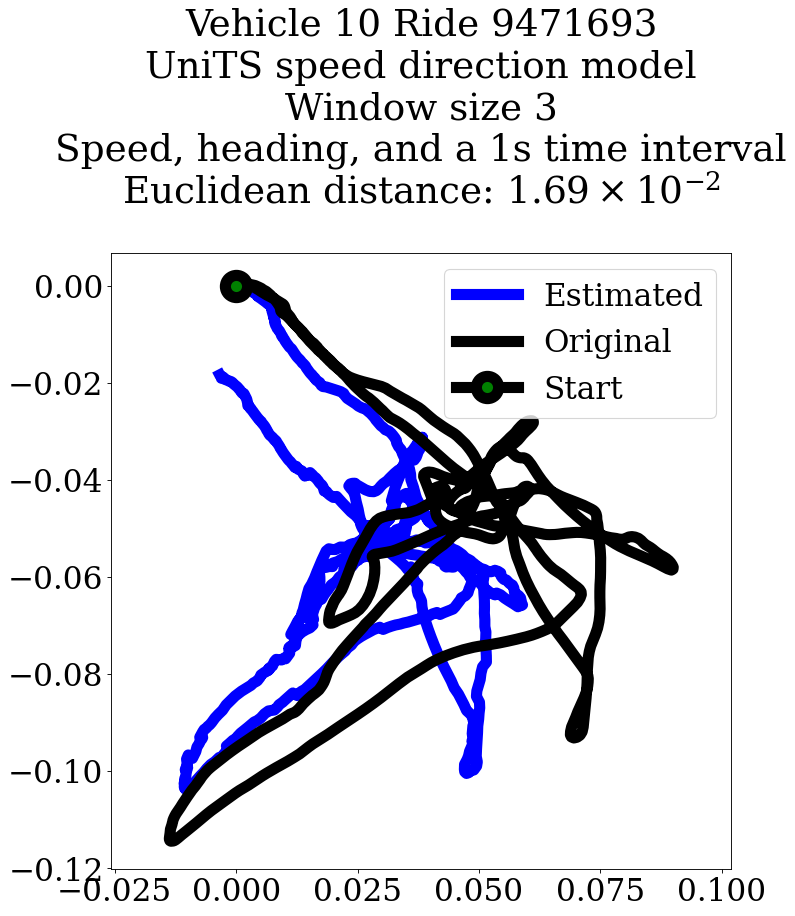 Vehicle 10 Ride 9471693
UniTS speed direction model
Window size 3
Speed, heading, and a 1s time interval
Euclidean distance: 1.69 × 10⁻²
Estimated
Original
Start
0.00
−0.02
−0.04
−0.06
−0.08
−0.10
−0.12
−0.025 0.000 0.025 0.050 0.075 0.100